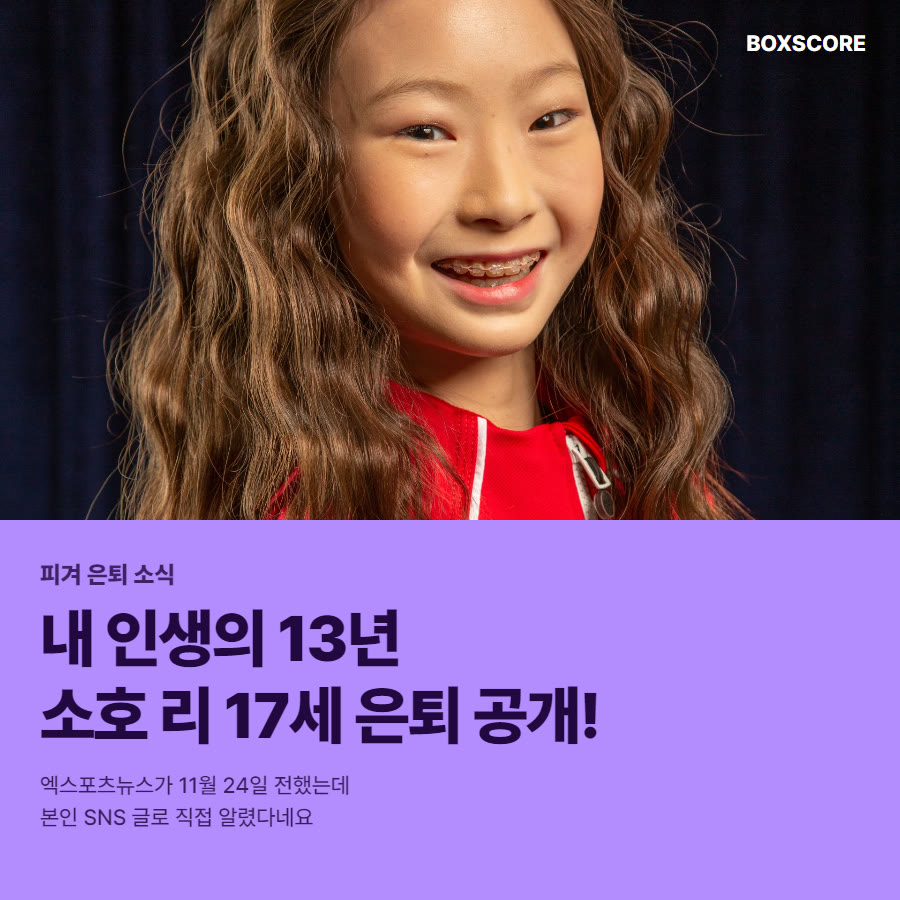 BOXSCORE
피겨 은퇴 소식
내 인생의 13년
소호 리 17세 은퇴 공개!
엑스포츠뉴스가 11월 24일 전했는데
본인 SNS 글로 직접 알렸다네요